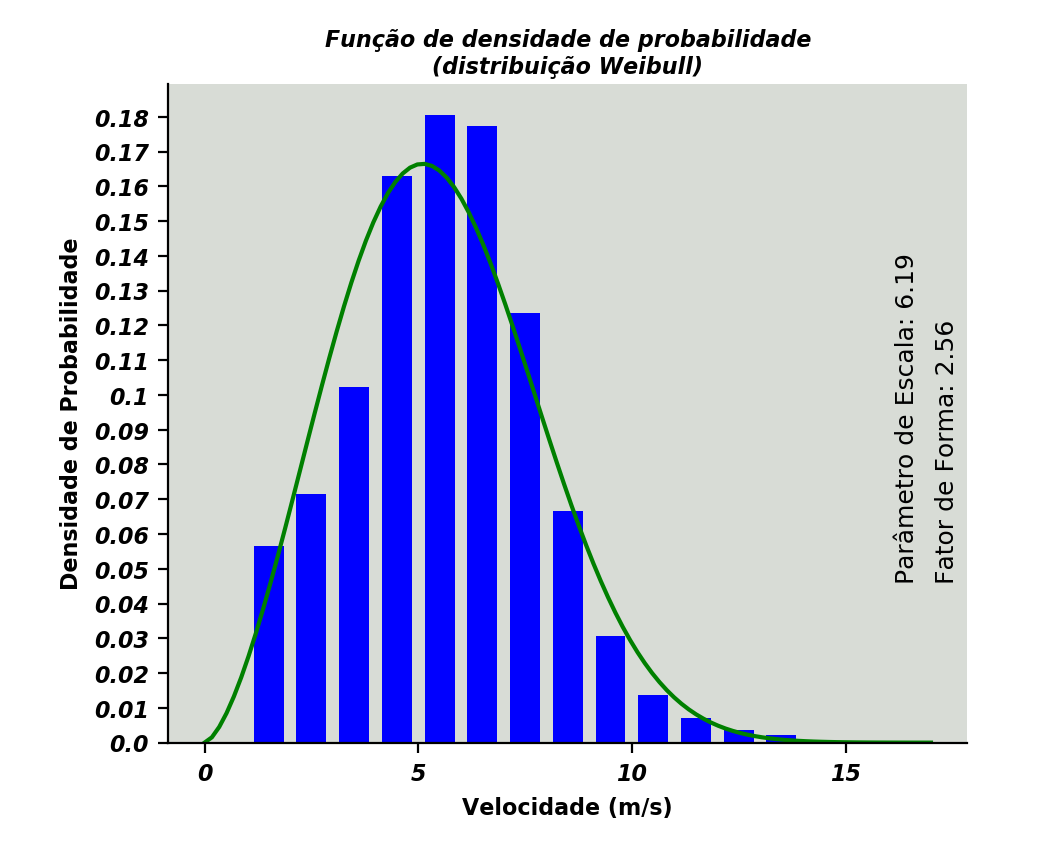 Função de densidade de probabilidade
(distribuição Weibull)
Densidade de Probabilidade
0.18
0.17
0.16
0.15
0.14
0.13
0.12
0.11
0.1
0.09
0.08
0.07
0.06
0.05
0.04
0.03
0.02
0.01
0.0
Parâmetro de Escala: 6.19
Fator de Forma: 2.56
0 5 10 15
Velocidade (m/s)